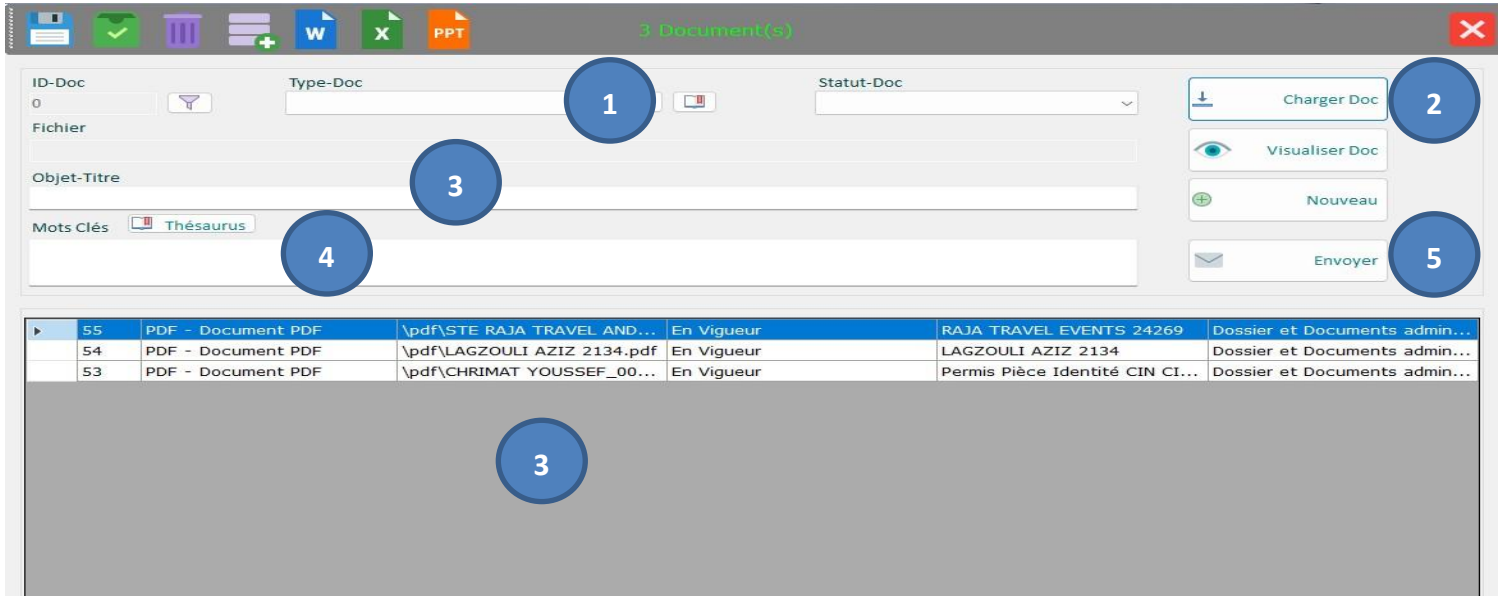 W X PPT 3 Document(s)
ID-Doc Type-Doc Statut-Doc
0 1 Charger Doc 2
Fichier
Visualiser Doc
Objet-Titre 3
Nouveau
Mots Clés Thésaurus
4 Envoyer 5
55 PDF - Document PDF \pdf\STE RAJA TRAVEL AND... En Vigueur RAJA TRAVEL EVENTS 24269 Dossier et Documents admin...
54 PDF - Document PDF \pdf\LAGZOULI AZIZ 2134.pdf En Vigueur LAGZOULI AZIZ 2134 Dossier et Documents admin...
53 PDF - Document PDF \pdf\CHRIMAT YOUSSEF_00... En Vigueur Permis Pièce Identité CIN CI... Dossier et Documents admin...
3